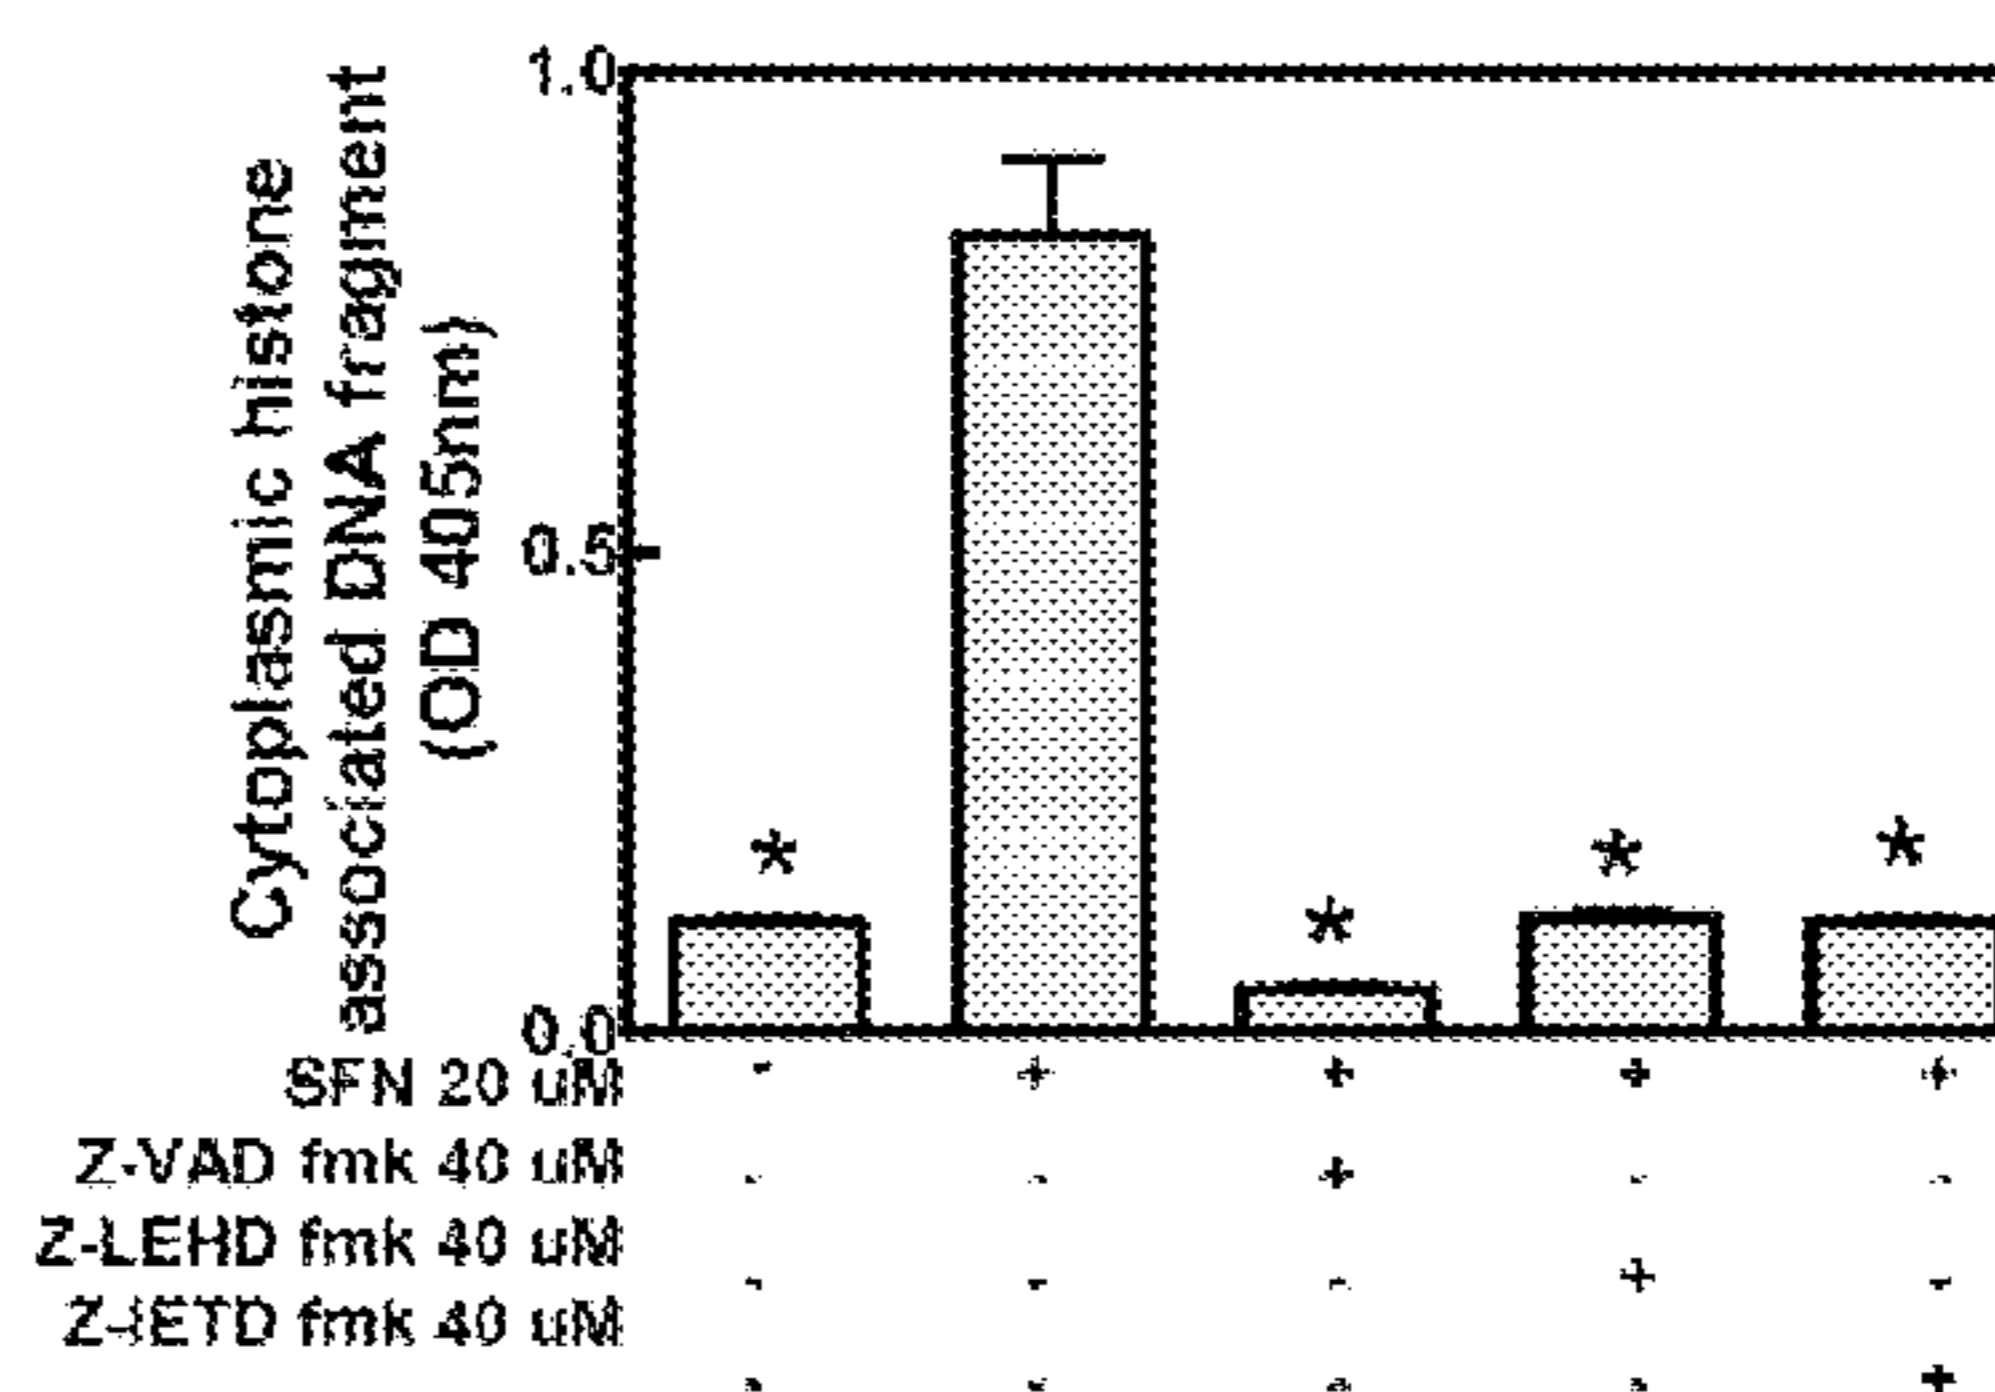 Cytoplasmic histone
associated DNA fragment
(OD 405nm)
1.0
0.5
0.0
*
*
*
*
SFN 20 uM - + + + +
Z-VAD fmk 40 uM - - + - -
Z-LEHD fmk 40 uM - - - + -
Z-IETD fmk 40 uM - - - - +